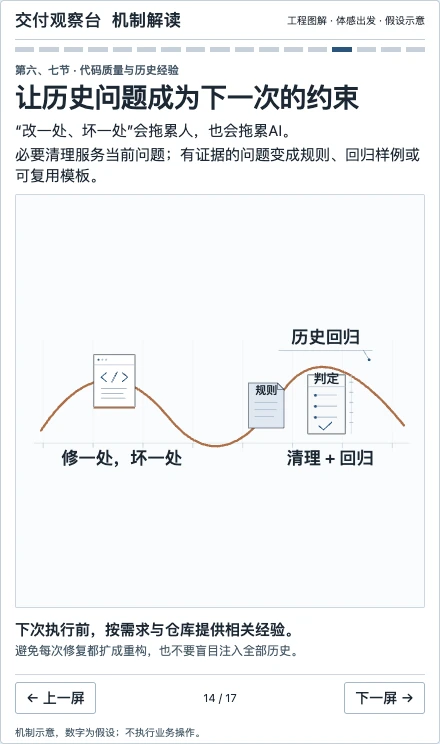 交付观察台 机制解读
工程图解 · 体感出发 · 假设示意
第六、七节 · 代码质量与历史经验
让历史问题成为下一次的约束
“改一处、坏一处”会拖累人，也会拖累AI。
必要清理服务当前问题；有证据的问题变成规则、回归样例或
可复用模板。
历史回归
</>
规则
判定
修一处，坏一处
清理 + 回归
下次执行前，按需求与仓库提供相关经验。
避免每次修复都扩成重构，也不要盲目注入全部历史。
← 上一屏
14 / 17
下一屏 →
机制示意，数字为假设；不执行业务操作。